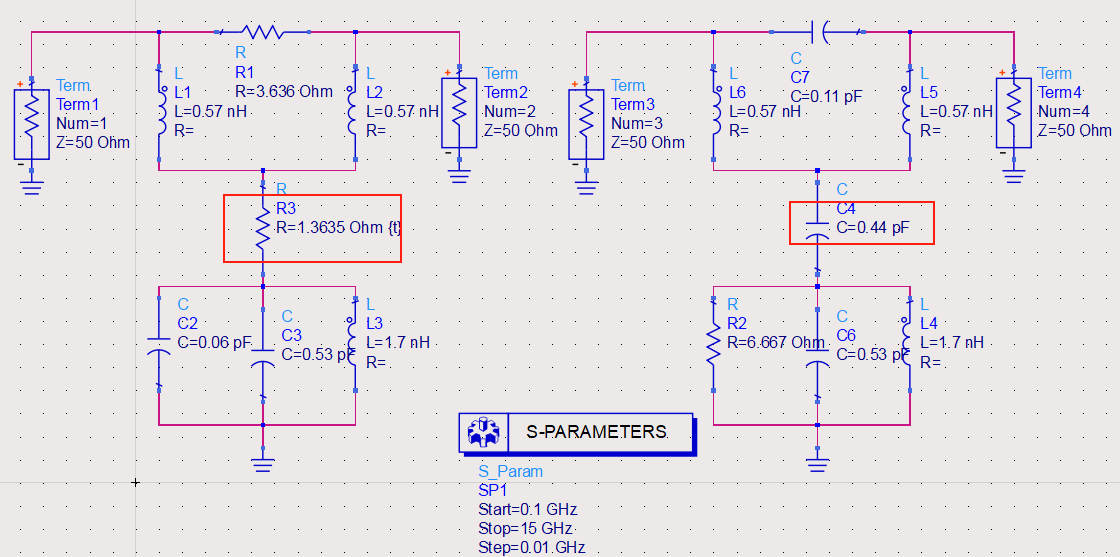 R
R1
R=3.636 Ohm
C
C7
C=0.11 pF
+
Term
Term1
Num=1
Z=50 Ohm
-
L
L1
L=0.57 nH
R=
L
L2
L=0.57 nH
R=
+
Term
Term2
Num=2
Z=50 Ohm
-
+
Term
Term3
Num=3
Z=50 Ohm
-
L
L6
L=0.57 nH
R=
L
L5
L=0.57 nH
R=
+
Term
Term4
Num=4
Z=50 Ohm
-
R
R3
R=1.3635 Ohm {t}
C
C4
C=0.44 pF
C
C2
C=0.06 pF
C
C3
C=0.53 pF
L
L3
L=1.7 nH
R=
R
R2
R=6.667 Ohm
C
C6
C=0.53 pF
L
L4
L=1.7 nH
R=
S-PARAMETERS
S_Param
SP1
Start=0.1 GHz
Stop=15 GHz
Step=0.01 GHz